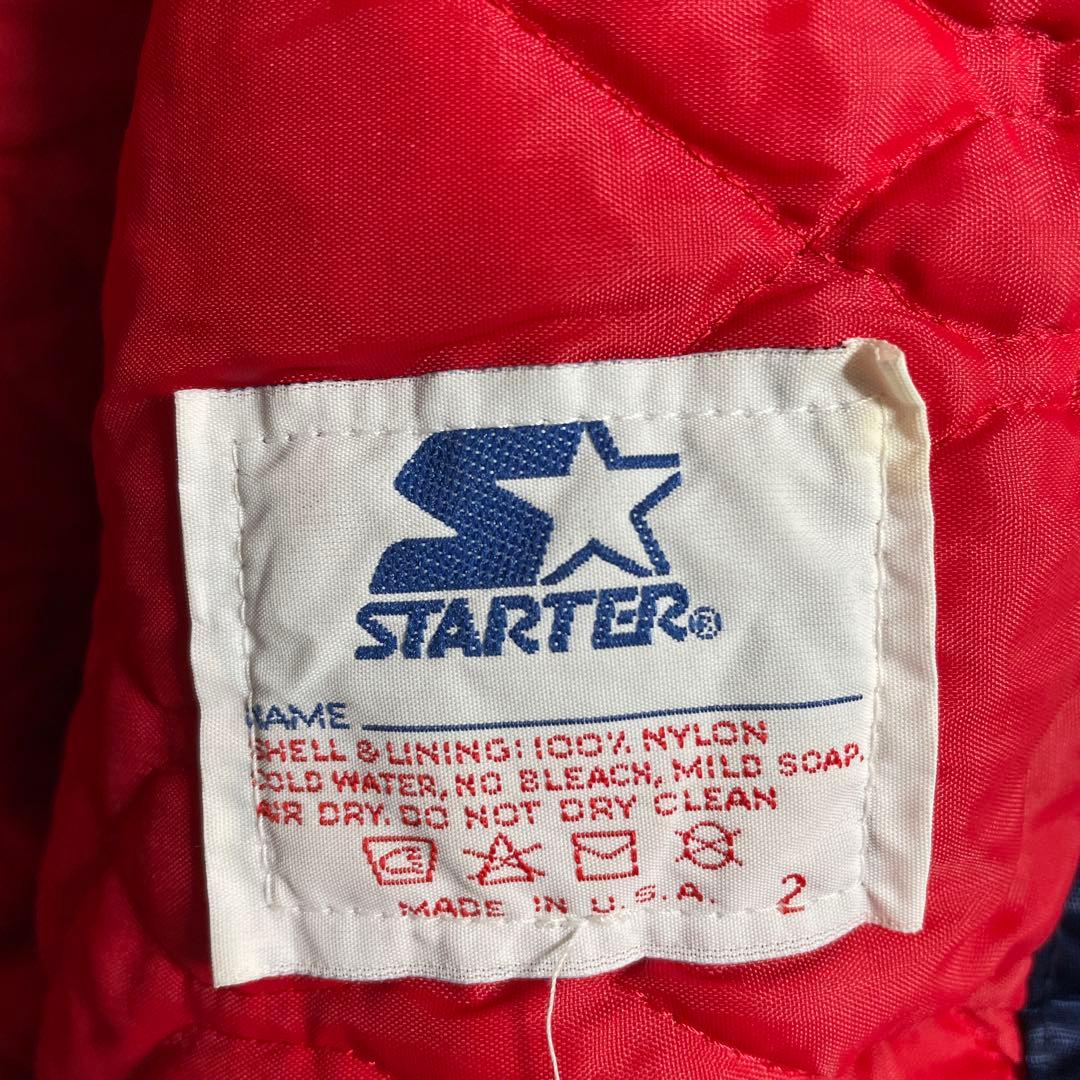 STARTER®
NAME
SHELL & LINING: 100% NYLON
COLD WATER, NO BLEACH, MILD SOAP.
AIR DRY. DO NOT DRY CLEAN
MADE IN U.S.A. 2